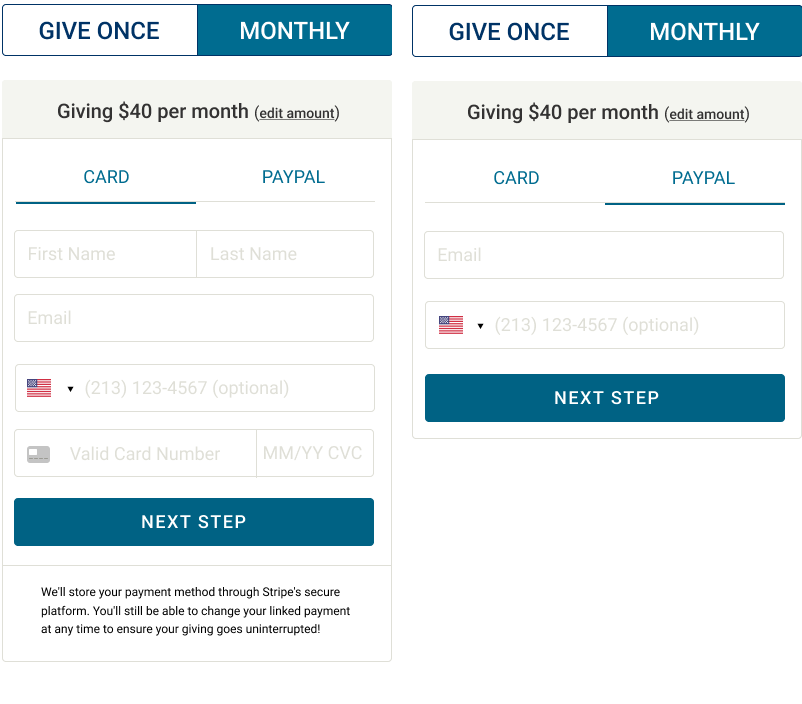 GIVE ONCE
MONTHLY
Giving $40 per month (edit amount)
CARD
PAYPAL
First Name
Last Name
Email
(213) 123-4567 (optional)
Valid Card Number
MM/YY CVC
NEXT STEP
We'll store your payment method through Stripe's secure
platform. You'll still be able to change your linked payment
at any time to ensure your giving goes uninterrupted!
GIVE ONCE
MONTHLY
Giving $40 per month (edit amount)
CARD
PAYPAL
Email
(213) 123-4567 (optional)
NEXT STEP